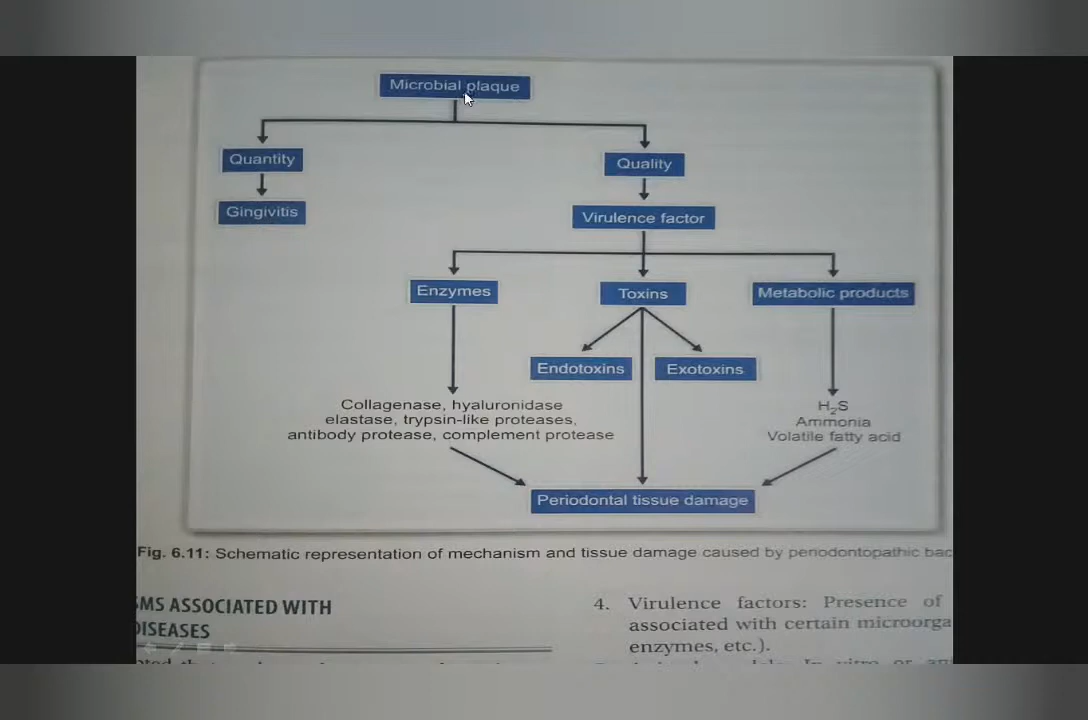 Microbial plaque
Quantity
Quality
Gingivitis
Virulence factor
Enzymes
Toxins
Metabolic products
Endotoxins
Exotoxins
Collagenase, hyaluronidase
elastase, trypsin-like proteases,
antibody protease, complement protease
H₂S
Ammonia
Volatile fatty acid
Periodontal tissue damage
Fig. 6.11: Schematic representation of mechanism and tissue damage caused by periodontopathic bac
SMS ASSOCIATED WITH
DISEASES
4. Virulence factors: Presence of
associated with certain microorga
enzymes, etc.).